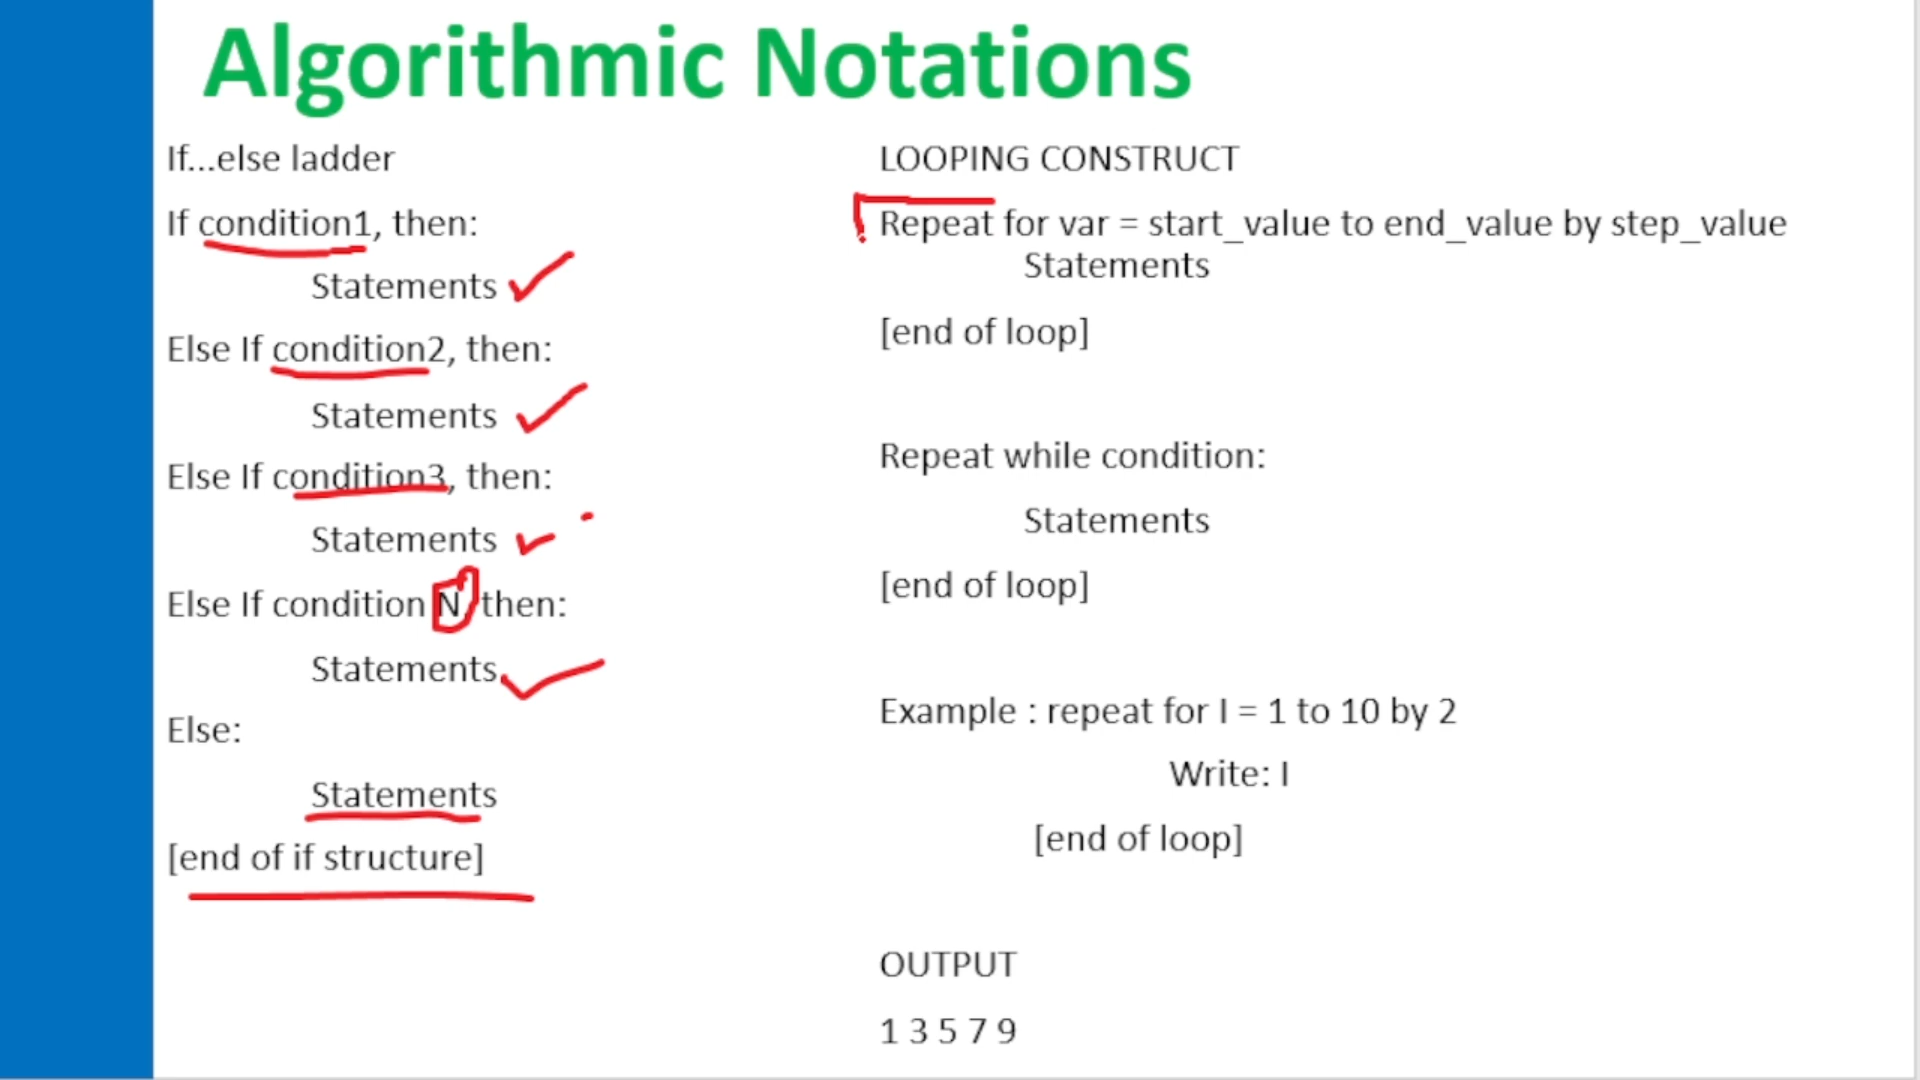 Algorithmic Notations
If...else ladder
If condition1, then:
Statements
Else If condition2, then:
Statements
Else If condition3, then:
Statements
Else If condition N, then:
Statements
Else:
Statements
[end of if structure]
LOOPING CONSTRUCT
Repeat for var = start_value to end_value by step_value
Statements
[end of loop]
Repeat while condition:
Statements
[end of loop]
Example : repeat for I = 1 to 10 by 2
Write: I
[end of loop]
OUTPUT
1 3 5 7 9